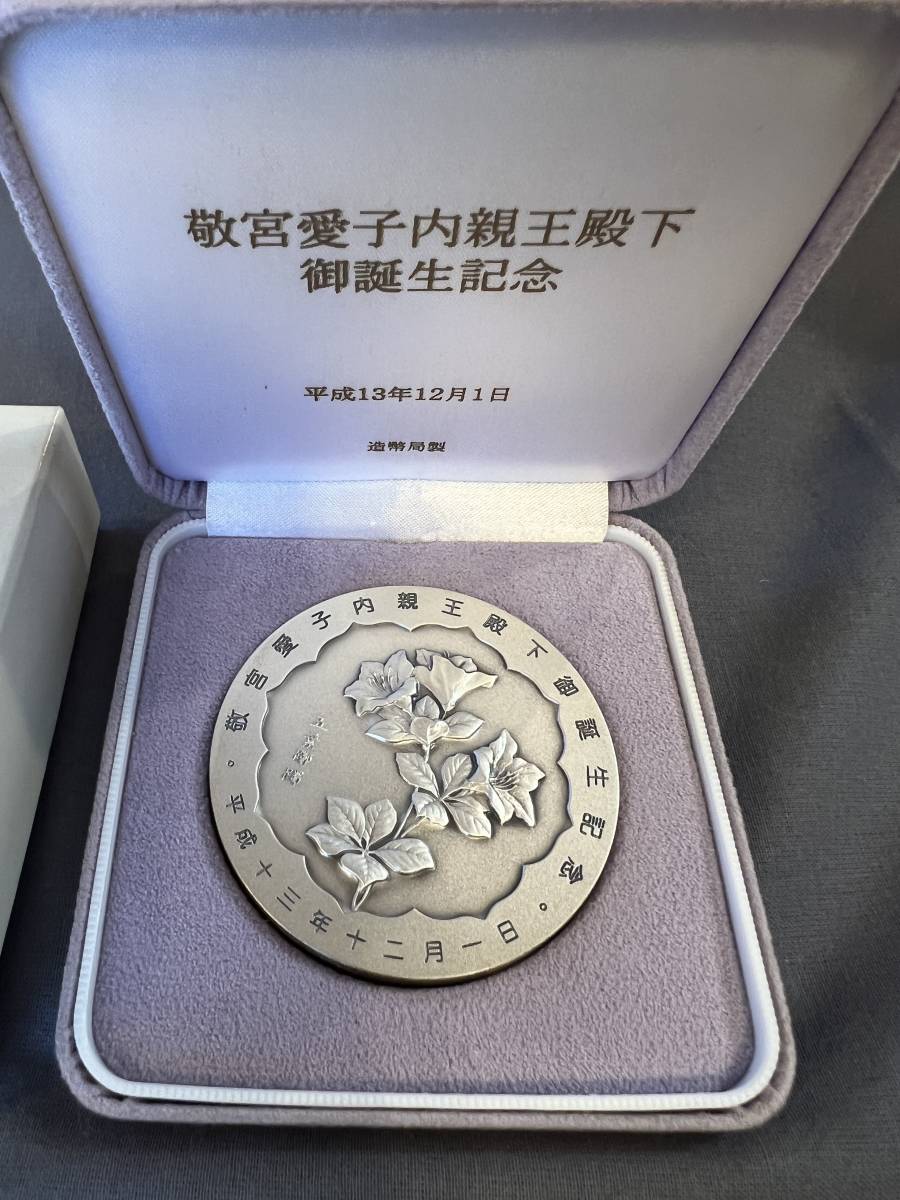 敬宮愛子内親王殿下
御誕生記念
平成13年12月1日
造幣局製
敬宮愛子内親王殿下御誕生記念。平成十三年十二月一日。